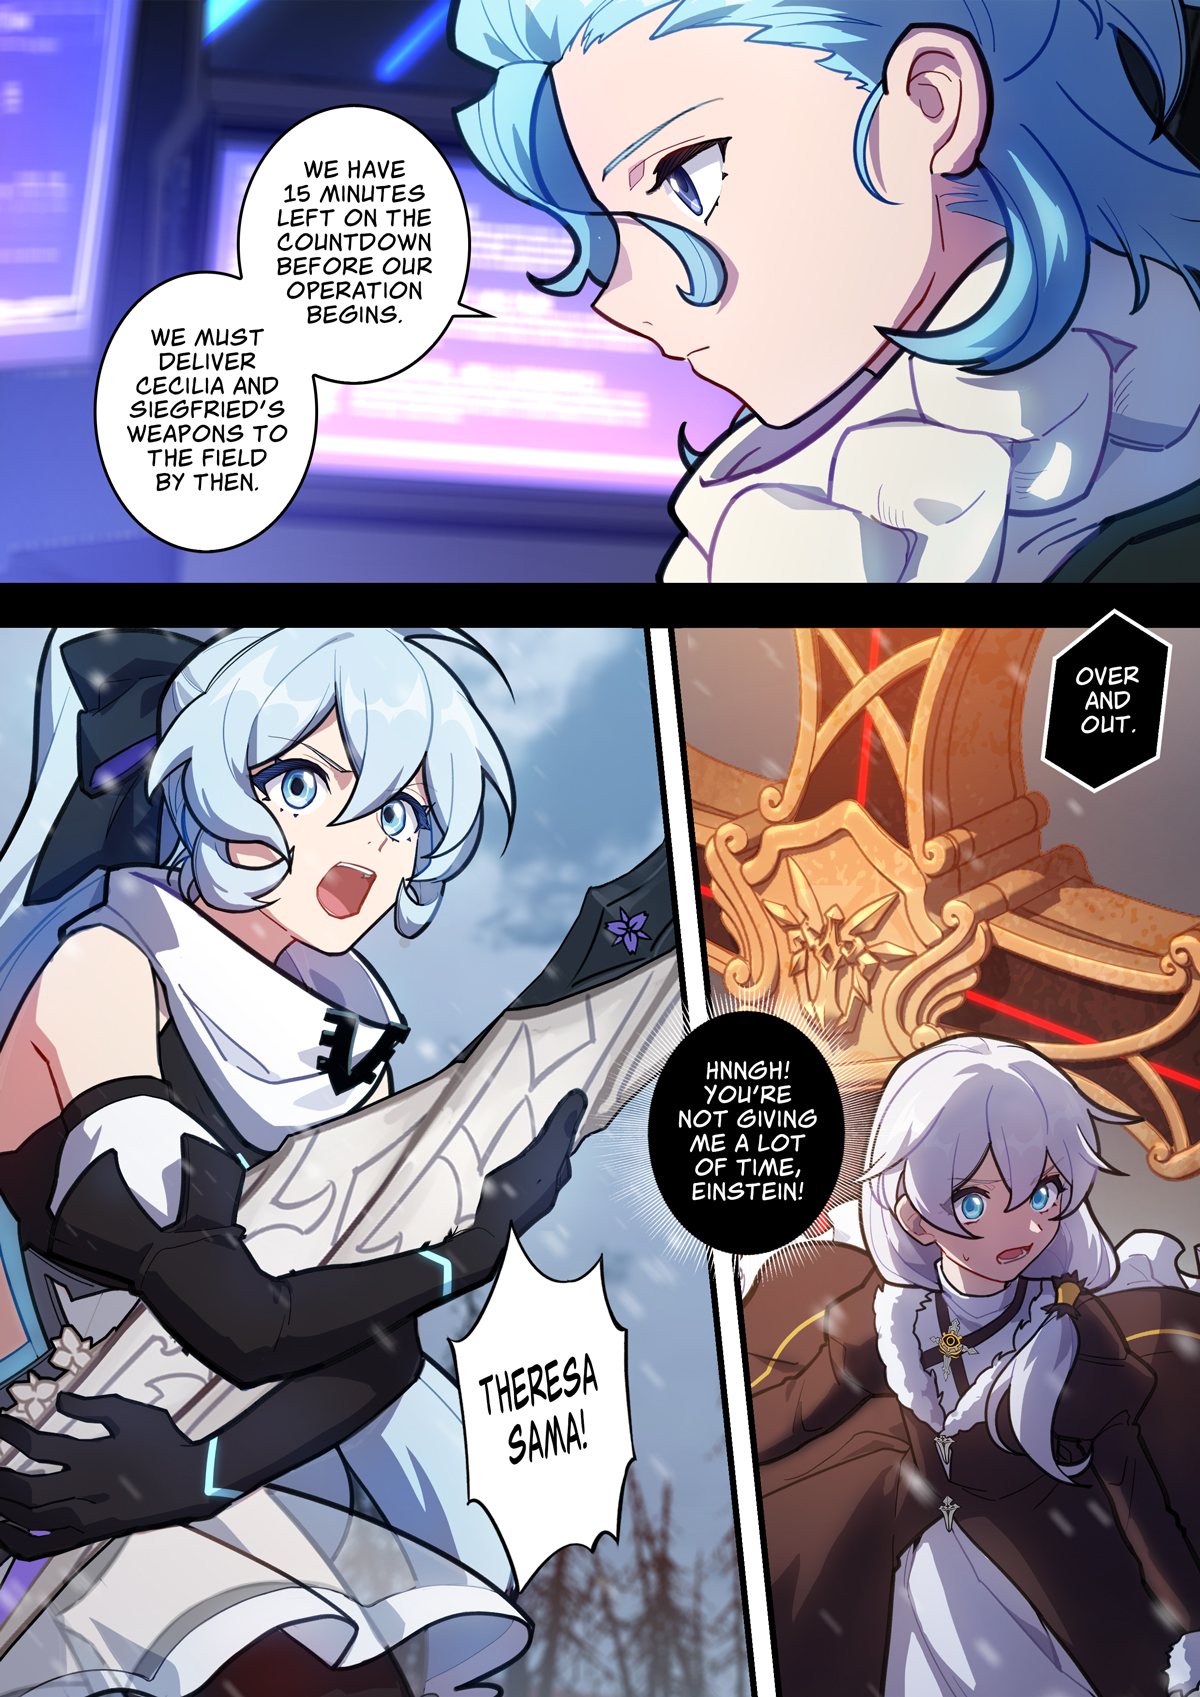 WE HAVE
15 MINUTES
LEFT ON THE
COUNTDOWN
BEFORE OUR
OPERATION
BEGINS.
WE MUST
DELIVER
CECILIA AND
SIEGFRIED'S
WEAPONS TO
THE FIELD
BY THEN.
OVER
AND
OUT.
HNNGH!
YOU'RE
NOT GIVING
ME A LOT
OF TIME,
EINSTEIN!
THERESA
SAMA!